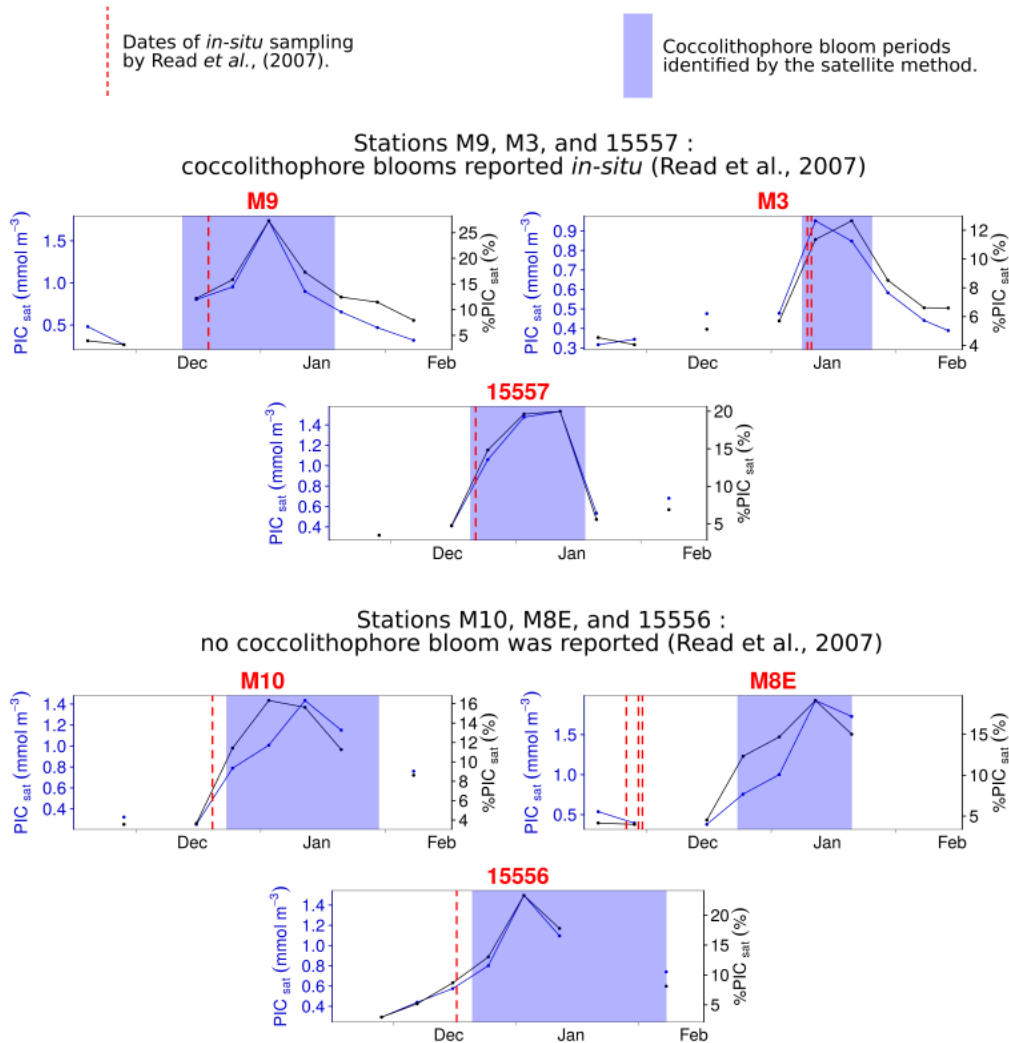 Dates of in-situ sampling
by Read et al., (2007).
Coccolithophore bloom periods
identified by the satellite method.
Stations M9, M3, and 15557 :
coccolithophore blooms reported in-situ (Read et al., 2007)
M9
PIC sat (mmol m⁻³)
1.5
1.0
0.5
25
20
15
10
5
%PIC sat (%)
Dec
Jan
Feb
M3
PIC sat (mmol m⁻³)
0.9
0.8
0.7
0.6
0.5
0.4
0.3
12
10
8
6
4
%PIC sat (%)
Dec
Jan
Feb
15557
PIC sat (mmol m⁻³)
1.4
1.2
1.0
0.8
0.6
0.4
20
15
10
5
%PIC sat (%)
Dec
Jan
Feb
Stations M10, M8E, and 15556 :
no coccolithophore bloom was reported (Read et al., 2007)
M10
PIC sat (mmol m⁻³)
1.4
1.2
1.0
0.8
0.6
0.4
16
14
12
10
8
6
4
%PIC sat (%)
Dec
Jan
Feb
M8E
PIC sat (mmol m⁻³)
1.5
1.0
0.5
15
10
5
%PIC sat (%)
Dec
Jan
Feb
15556
PIC sat (mmol m⁻³)
1.4
1.2
1.0
0.8
0.6
0.4
20
15
10
5
%PIC sat (%)
Dec
Jan
Feb